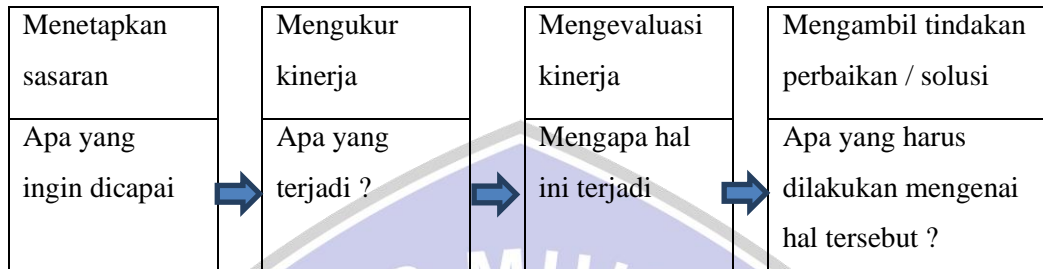 Menetapkan
sasaran
Apa yang
ingin dicapai
Mengukur
kinerja
Apa yang
terjadi ?
Mengevaluasi
kinerja
Mengapa hal
ini terjadi
Mengambil tindakan
perbaikan / solusi
Apa yang harus
dilakukan mengenai
hal tersebut ?